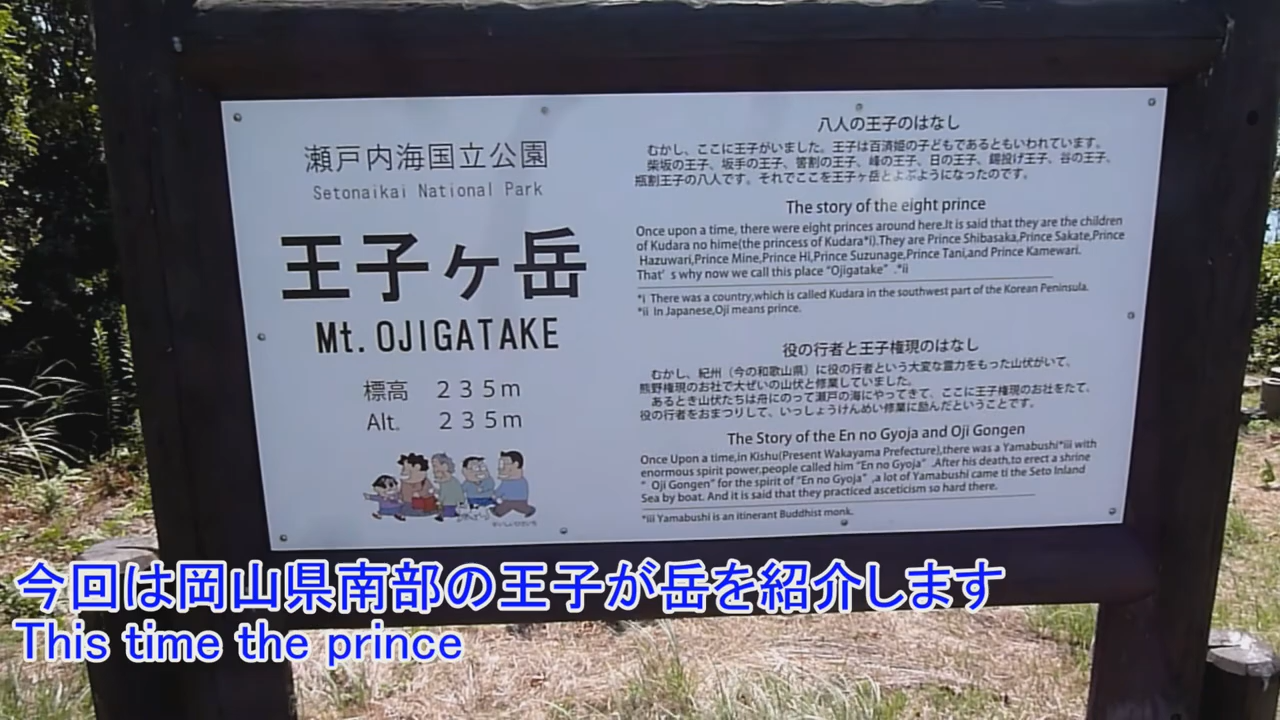 瀬戸内海国立公園
Setonaikai National Park
王子ヶ岳
Mt. OJIGATAKE
標高 235m
Alt. 235m
八人の王子のはなし
むかし、ここに王子がいました。王子は百済姫の子どもであるともいわれています。
柴坂の王子、坂手の王子、筈割の王子、峰の王子、日の王子、錫投げ王子、谷の王子、
瓶割王子の八人です。それでここを王子ヶ岳とよぶようになったのです。
The story of the eight prince
Once upon a time, there were eight princes around here.It is said that they are the children
of Kudara no hime(the princess of Kudara*i).They are Prince Shibasaka,Prince Sakate,Prince
Hazuwari,Prince Mine,Prince Hi,Prince Suzunage,Prince Tani,and Prince Kamewari.
That's why now we call this place "Ojigatake" .*ii
*i There was a country,which is called Kudara in the southwest part of the Korean Peninsula.
*ii In Japanese,Oji means prince.
役の行者と王子権現のはなし
むかし、紀州（今の和歌山県）に役の行者という大変な霊力をもった山伏がいて、
熊野権現のお社で大ぜいの山伏と修業していました。
あるとき山伏たちは舟にのって瀬戸の海にやってきて、ここに王子権現のお社をたて、
役の行者をおまつりして、いっしょうけんめい修業に励んだということです。
The Story of the En no Gyoja and Oji Gongen
Once Upon a time,in Kishu(Present Wakayama Prefecture),there was a Yamabushi*iii with
enormous spirit power,people called him "En no Gyoja" .After his death,to erect a shrine
" Oji Gongen" for the spirit of "En no Gyoja" ,a lot of Yamabushi came ti the Seto Inland
Sea by boat. And it is said that they practiced asceticism so hard there.
*iii Yamabushi is an itinerant Buddhist monk.
今回は岡山県南部の王子が岳を紹介します
This time the prince